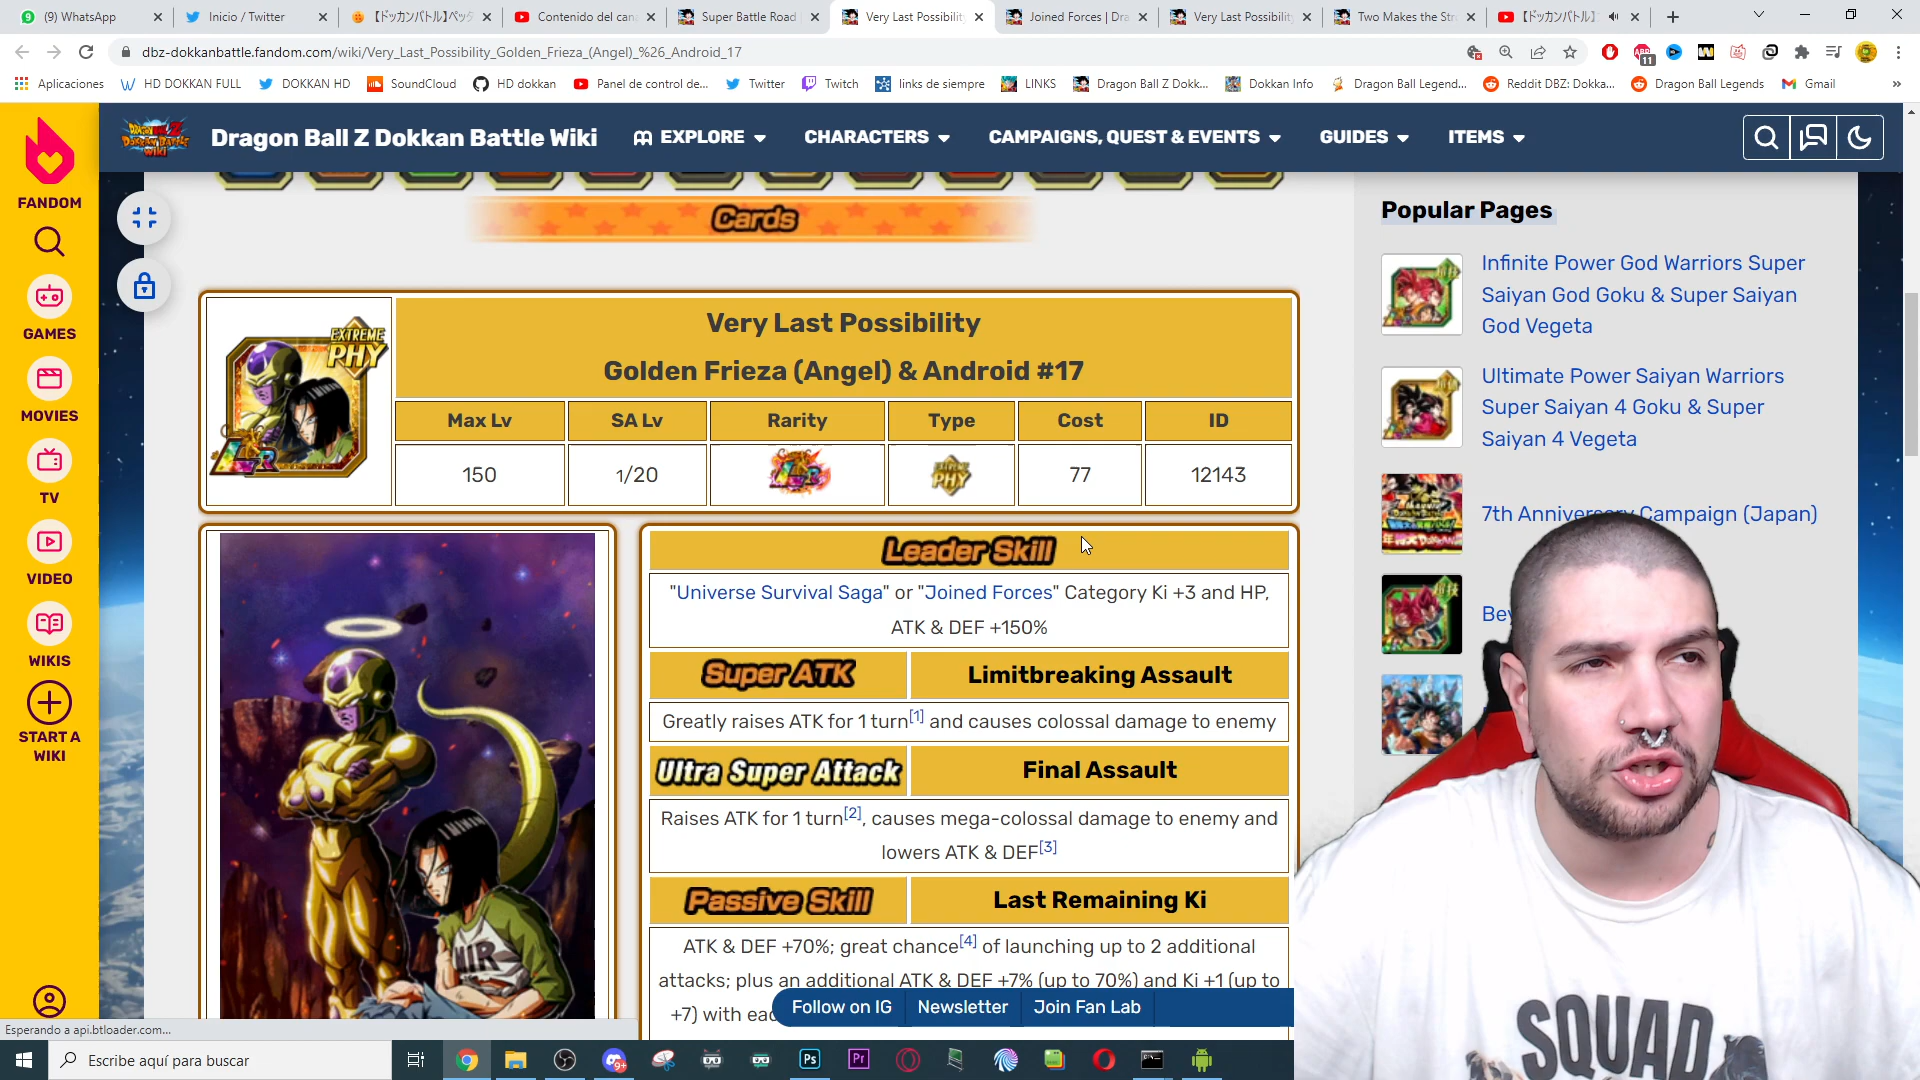 (9) WhatsApp
Inicio / Twitter
【ドッカンバトル】ベッ
Contenido del can
Super Battle Road
Very Last Possibility
Joined Forces | Dra
Very Last Possibility
Two Makes the Str
【ドッカンバトル】
dbz-dokkanbattle.fandom.com/wiki/Very_Last_Possibility_Golden_Frieza_(Angel)_%26_Android_17
11
Aplicaciones
HD DOKKAN FULL
DOKKAN HD
SoundCloud
HD dokkan
Panel de control de...
Twitter
Twitch
links de siempre
LINKS
Dragon Ball Z Dokk...
Dokkan Info
Dragon Ball Legend...
Reddit DBZ: Dokka...
Dragon Ball Legends
Gmail
»
Dragon Ball Z Dokkan Battle Wiki
EXPLORE
CHARACTERS
CAMPAIGNS, QUEST & EVENTS
GUIDES
ITEMS
FANDOM
GAMES
MOVIES
TV
VIDEO
WIKIS
START A
WIKI
Cards
EXTREME
PHY
LR
Very Last Possibility
Golden Frieza (Angel) & Android #17
Max Lv
SA Lv
Rarity
Type
Cost
ID
150
1/20
LR
EXTREME
PHY
77
12143
Leader Skill
"Universe Survival Saga" or "Joined Forces" Category Ki +3 and HP,
ATK & DEF +150%
Super ATK
Limitbreaking Assault
Greatly raises ATK for 1 turn[1] and causes colossal damage to enemy
Ultra Super Attack
Final Assault
Raises ATK for 1 turn[2], causes mega-colossal damage to enemy and
lowers ATK & DEF[3]
Passive Skill
Last Remaining Ki
ATK & DEF +70%; great chance[4] of launching up to 2 additional
attacks; plus an additional ATK & DEF +7% (up to 70%) and Ki +1 (up to
+7) with eac
Follow on IG
Newsletter
Join Fan Lab
Popular Pages
Infinite Power God Warriors Super
Saiyan God Goku & Super Saiyan
God Vegeta
Ultimate Power Saiyan Warriors
Super Saiyan 4 Goku & Super
Saiyan 4 Vegeta
7th Anniversary Campaign (Japan)
Bey
MIR
SQUAD
Esperando a api.btloader.com...
Escribe aquí para buscar
Ps
Pr